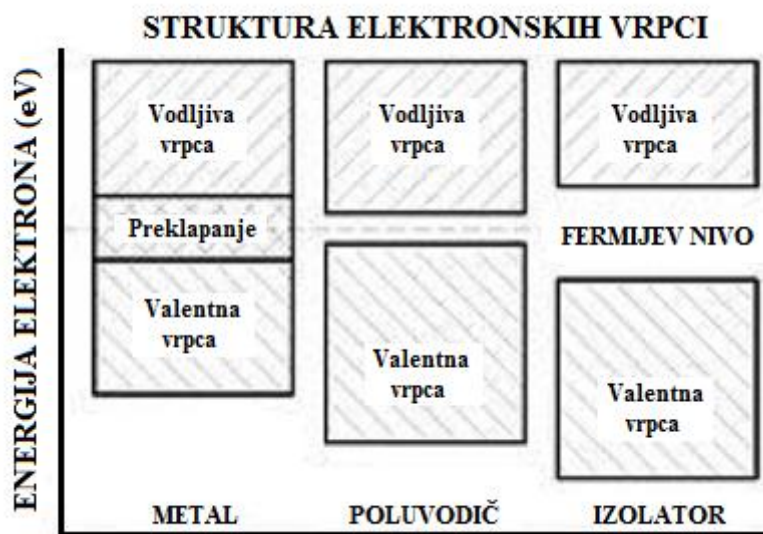 STRUKTURA ELEKTRONSKIH VRPCI
ENERGIJA ELEKTRONA (eV)
Vodljiva
vrpca
Preklapanje
Valentna
vrpca
METAL
Vodljiva
vrpca
Valentna
vrpca
POLUVODIČ
Vodljiva
vrpca
FERMIJEV NIVO
Valentna
vrpca
IZOLATOR